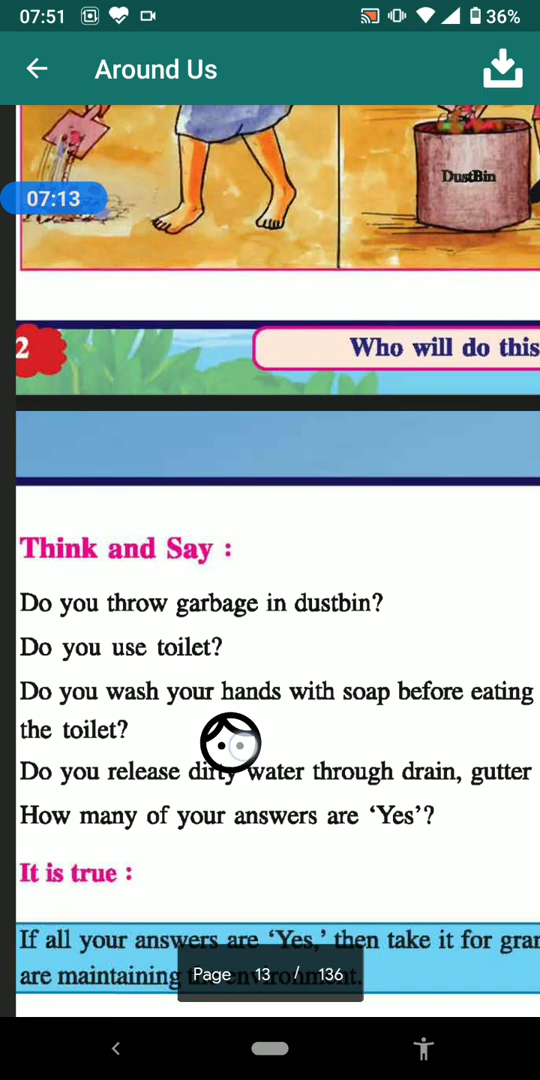 07:51
36%
Around Us
DustBin
07:13
2
Who will do this
Think and Say :
Do you throw garbage in dustbin?
Do you use toilet?
Do you wash your hands with soap before eating
the toilet?
Do you release dirty water through drain, gutter
How many of your answers are ‘Yes’?
It is true :
If all your answers are ‘Yes,’ then take it for gran
are maintaining the environment.
Page 13 / 136